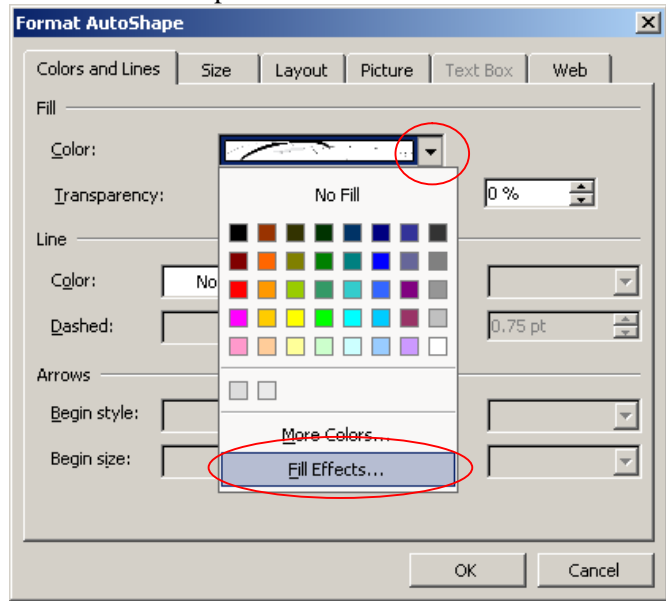 Format AutoShape
Colors and Lines Size Layout Picture Text Box Web
Fill
Color:
Transparency: 0 %
No Fill
Line
Color: No
Dashed: 0.75 pt
Arrows
Begin style:
More Colors...
Begin size:
Fill Effects...
OK Cancel